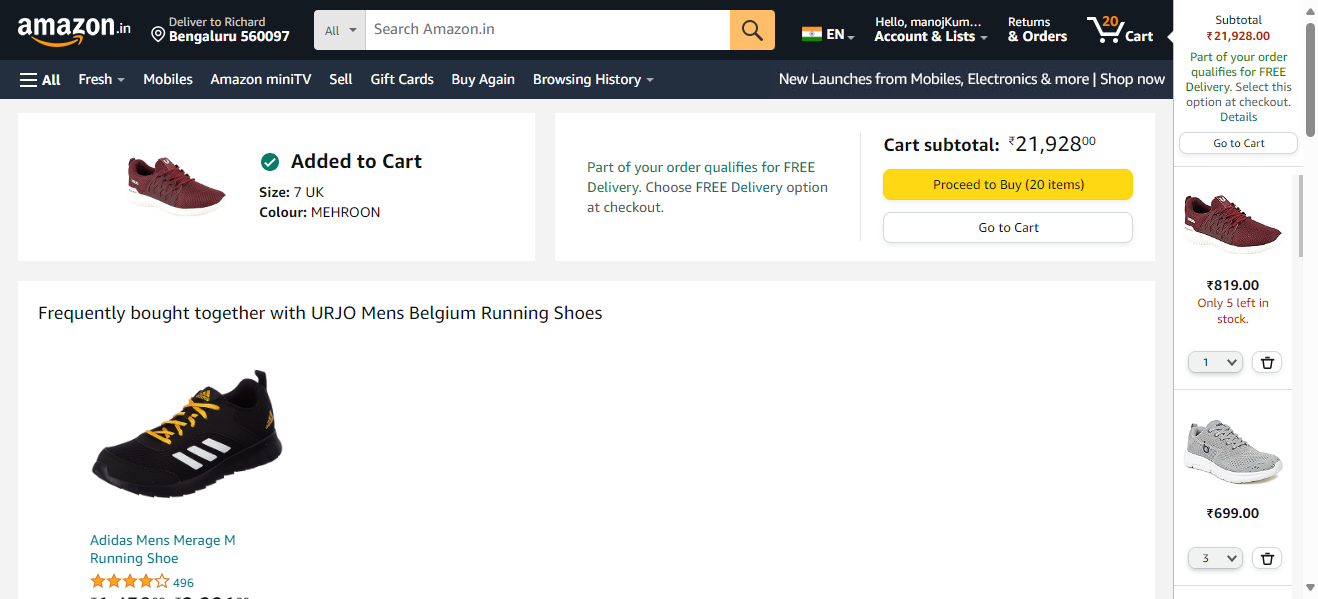 amazon.in
Deliver to Richard
Bengaluru 560097
All
Search Amazon.in
EN
Hello, manojKum...
Account & Lists
Returns
& Orders
20
Cart
All
Fresh
Mobiles
Amazon miniTV
Sell
Gift Cards
Buy Again
Browsing History
New Launches from Mobiles, Electronics & more | Shop now
Added to Cart
Size: 7 UK
Colour: MEHROON
Part of your order qualifies for FREE
Delivery. Choose FREE Delivery option
at checkout.
Cart subtotal: ₹21,92800
Proceed to Buy (20 items)
Go to Cart
Frequently bought together with URJO Mens Belgium Running Shoes
Adidas Mens Merage M
Running Shoe
496
Subtotal
₹21,928.00
Part of your order
qualifies for FREE
Delivery. Select this
option at checkout.
Details
Go to Cart
₹819.00
Only 5 left in
stock.
1
₹699.00
3